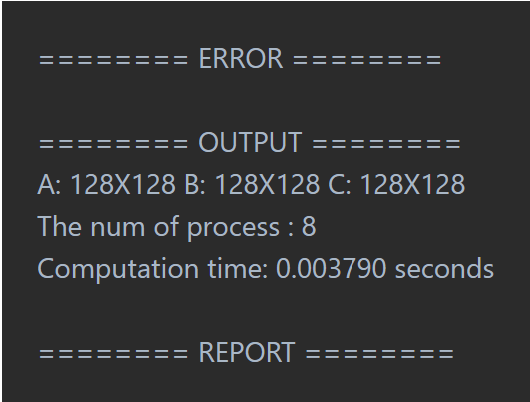 ======== ERROR ========
======== OUTPUT ========
A: 128X128 B: 128X128 C: 128X128
The num of process : 8
Computation time: 0.003790 seconds
======== REPORT ========